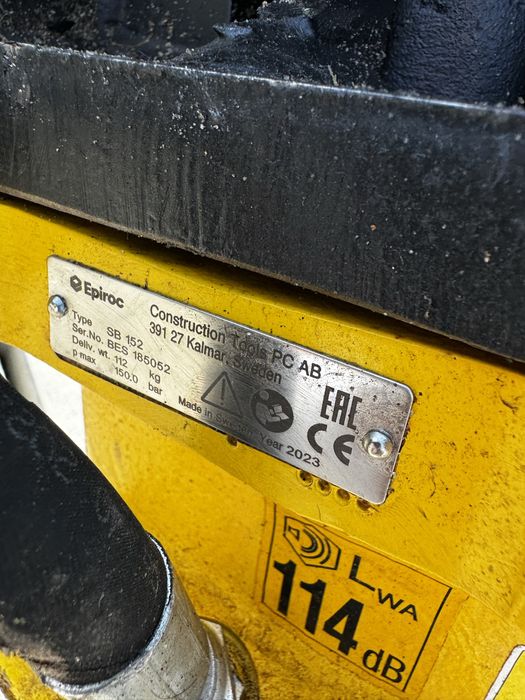 Epiroc
Construction Tools PC AB
391 27 Kalmar, Sweden
Type SB 152
Ser.No. BES 185052
Deliv. wt. 112 kg
p max 150.0 bar
Made in Sweden Year 2023
EAC
CE
LWA
114 dB